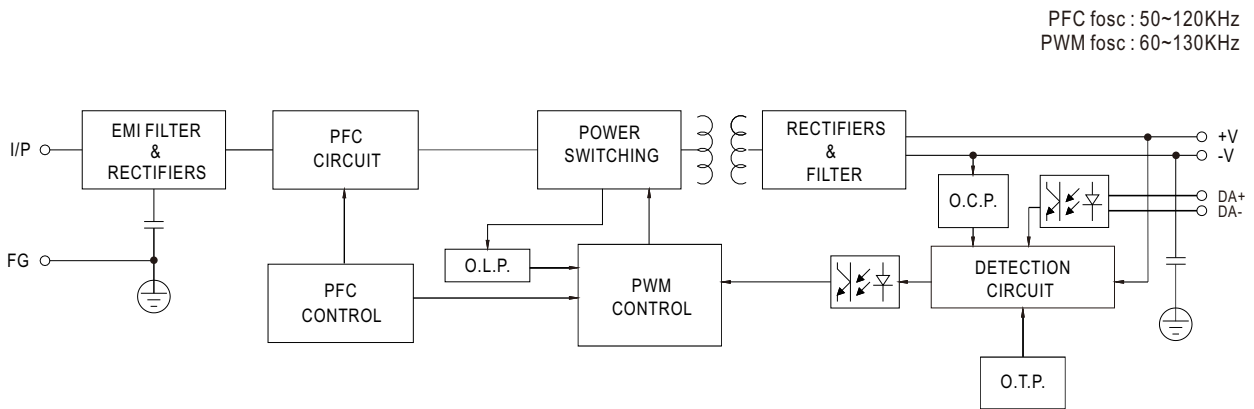 PFC fosc : 50~120KHz
PWM fosc : 60~130KHz
I/P
EMI FILTER
&
RECTIFIERS
PFC
CIRCUIT
POWER
SWITCHING
RECTIFIERS
&
FILTER
+V
-V
DA+
DA-
O.C.P.
FG
O.L.P.
PFC
CONTROL
PWM
CONTROL
DETECTION
CIRCUIT
O.T.P.